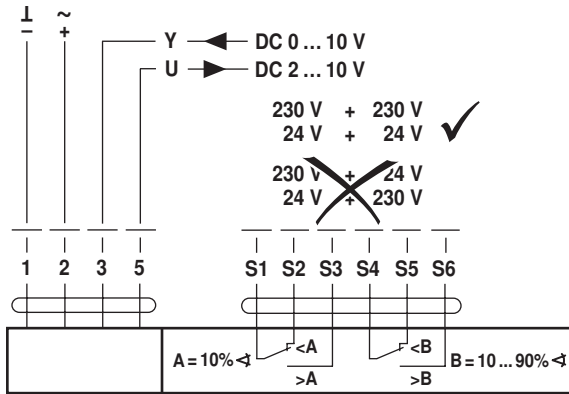 ⊥ ~
– +
Y DC 0 ... 10 V
U DC 2 ... 10 V
230 V + 230 V
24 V + 24 V
230 V + 24 V
24 V + 230 V
1 2 3 5 S1 S2 S3 S4 S5 S6
A = 10% ∢ <A <B B = 10 ... 90% ∢
>A >B